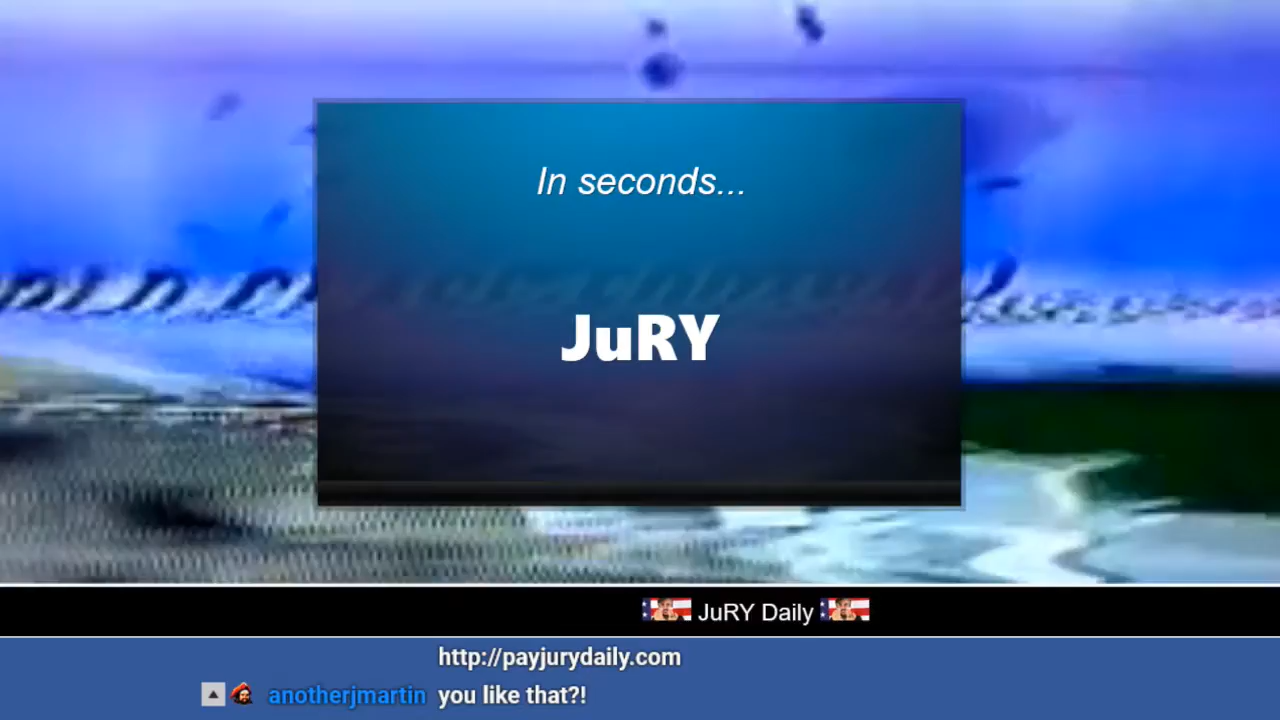 In seconds...
JuRY
JuRY Daily
http://payjurydaily.com
anotherjmartin you like that?!